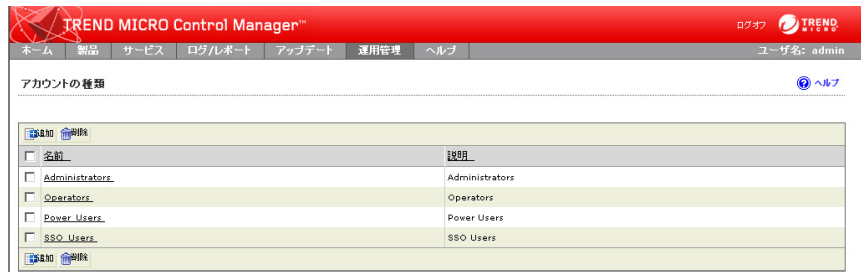 TREND MICRO Control Manager™
ログオフ
TREND MICRO
ホーム 製品 サービス ログ/レポート アップデート 運用管理 ヘルプ ユーザ名: admin
アカウントの種類 ヘルプ
追加 削除
名前 説明
Administrators Administrators
Operators Operators
Power Users Power Users
SSO Users SSO Users
追加 削除